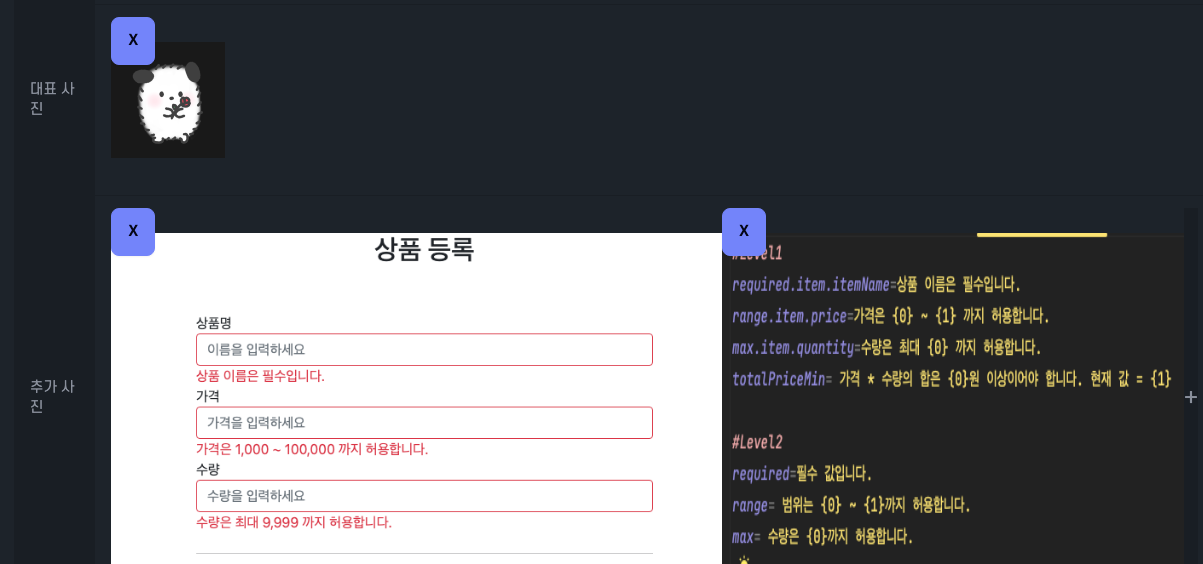 X
대표 사
진
X
추가 사
진
상품 등록
상품명
이름을 입력하세요
상품 이름은 필수입니다.
가격
가격을 입력하세요
가격은 1,000 ~ 100,000 까지 허용합니다.
수량
수량을 입력하세요
수량은 최대 9,999 까지 허용합니다.
X
#Level1
required.item.itemName=상품 이름은 필수입니다.
range.item.price=가격은 {0} ~ {1} 까지 허용합니다.
max.item.quantity=수량은 최대 {0} 까지 허용합니다.
totalPriceMin= 가격 * 수량의 합은 {0}원 이상이어야 합니다. 현재 값 = {1}
#Level2
required=필수 값입니다.
range= 범위는 {0} ~ {1}까지 허용합니다.
max= 수량은 {0}까지 허용합니다.
+